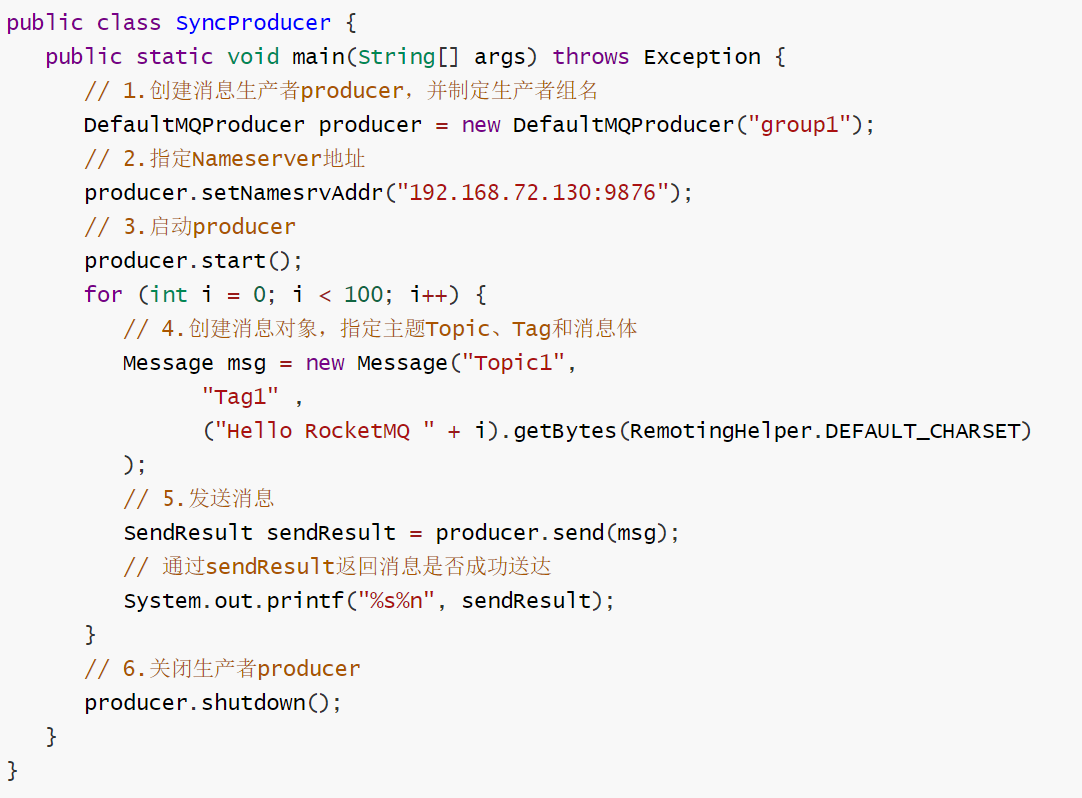 public class SyncProducer {
   public static void main(String[] args) throws Exception {
      // 1.创建消息生产者producer，并制定生产者组名
      DefaultMQProducer producer = new DefaultMQProducer("group1");
      // 2.指定Nameserver地址
      producer.setNamesrvAddr("192.168.72.130:9876");
      // 3.启动producer
      producer.start();
      for (int i = 0; i < 100; i++) {
         // 4.创建消息对象，指定主题Topic、Tag和消息体
         Message msg = new Message("Topic1",
               "Tag1" ,
               ("Hello RocketMQ " + i).getBytes(RemotingHelper.DEFAULT_CHARSET)
         );
         // 5.发送消息
         SendResult sendResult = producer.send(msg);
         // 通过sendResult返回消息是否成功送达
         System.out.printf("%s%n", sendResult);
      }
      // 6.关闭生产者producer
      producer.shutdown();
   }
}